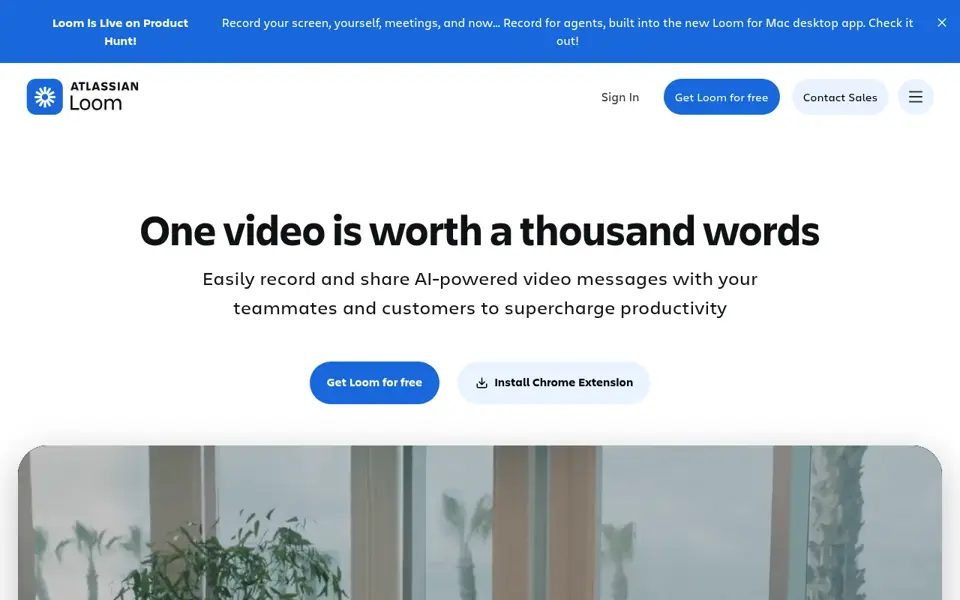 Loom is Live on Product
Hunt!
Record your screen, yourself, meetings, and now... Record for agents, built into the new Loom for Mac desktop app. Check it
out!
ATLASSIAN
Loom
Sign In
Get Loom for free
Contact Sales
One video is worth a thousand words
Easily record and share AI-powered video messages with your
teammates and customers to supercharge productivity
Get Loom for free
Install Chrome Extension